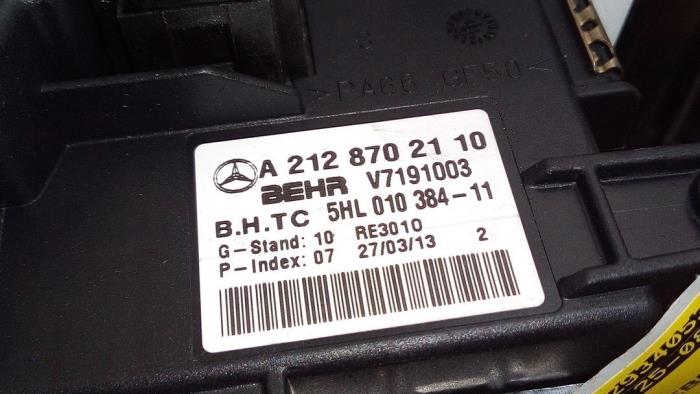 >PA66 GF50<
A 212 870 21 10
BEHR V7191003
B.H.TC 5HL 010 384-11
G-Stand: 10 RE3010
P-Index: 07 27/03/13 2